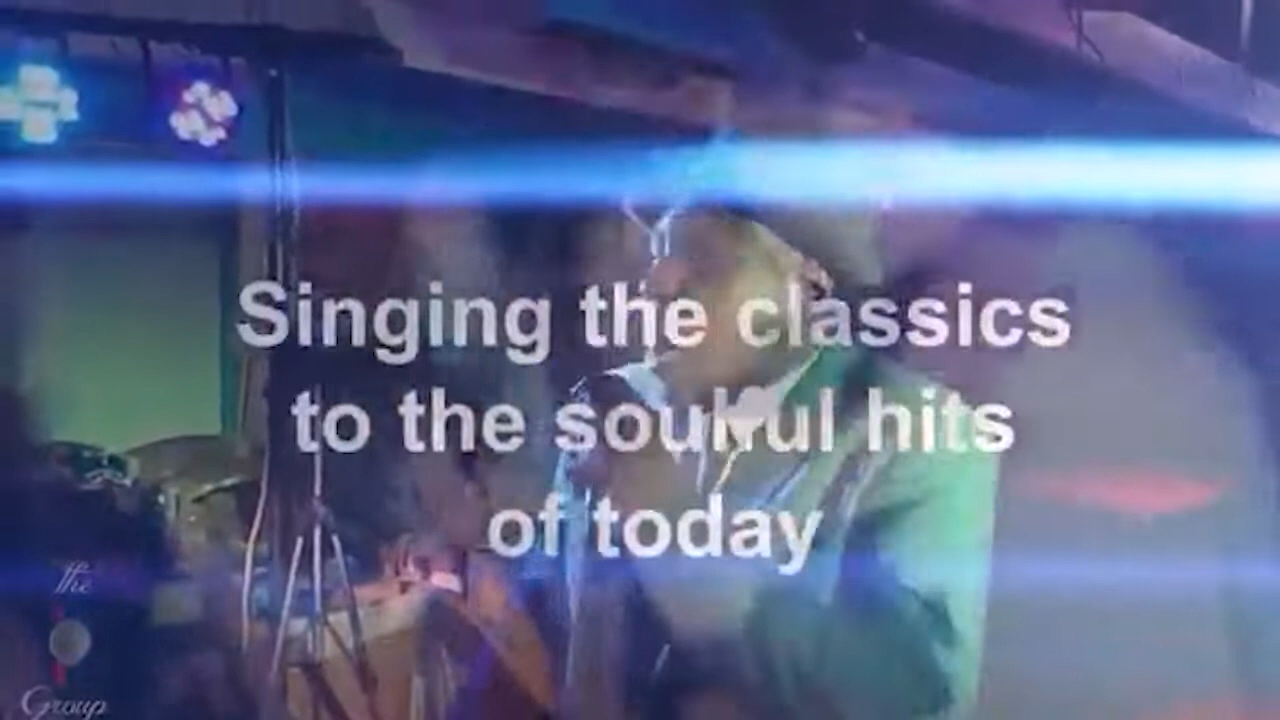 Singing the classics
to the soulful hits
of today
the
Group